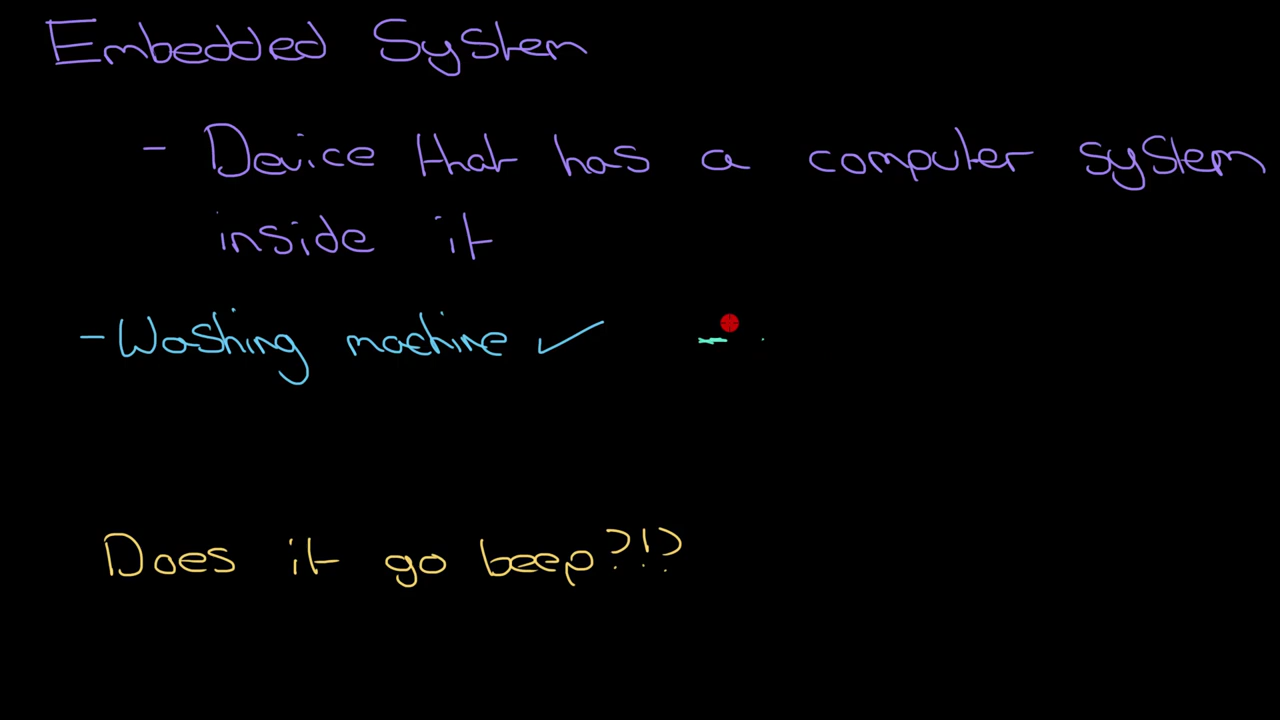 Embedded System
- Device that has a computer system
inside it
- Washing machine ✓ -
Does it go beep?!?